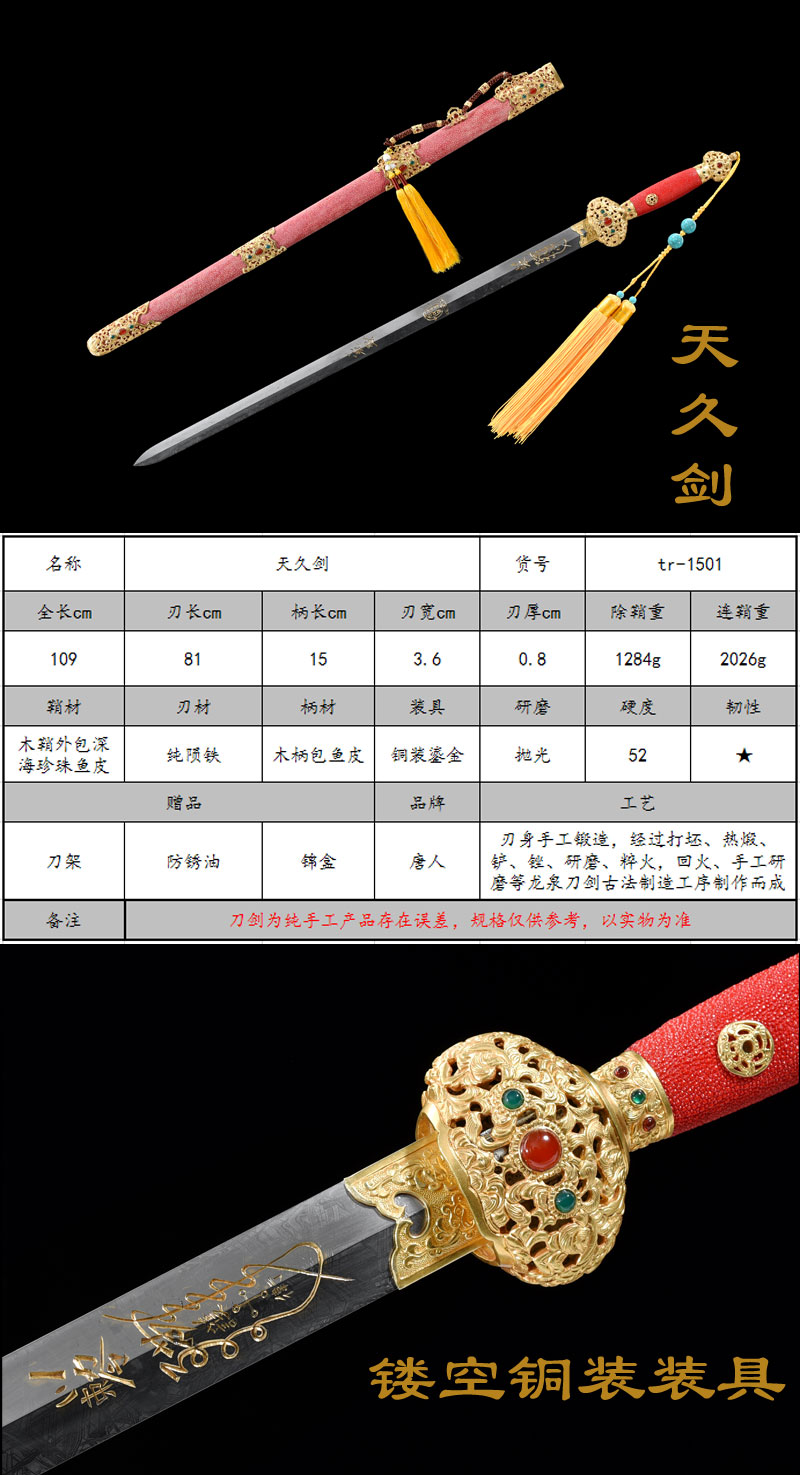 天
久
剑
名称 天久剑 货号 tr-1501
全长cm 刃长cm 柄长cm 刃宽cm 刃厚cm 除鞘重 连鞘重
109 81 15 3.6 0.8 1284g 2026g
鞘材 刃材 柄材 装具 研磨 硬度 韧性
木鞘外包深
海珍珠鱼皮 纯陨铁 木柄包鱼皮 铜装鎏金 抛光 52 ★
赠品 品牌 工艺
刀架 防锈油 锦盒 唐人 刃身手工锻造，经过打坯、热煅、
铲、锉、研磨、粹火，回火、手工研
磨等龙泉刀剑古法制造工序制作而成
备注 刀剑为纯手工产品存在误差，规格仅供参考，以实物为准
镂空铜装装具